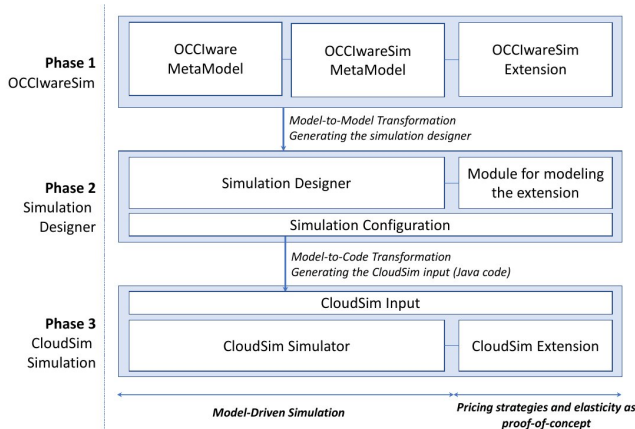 Phase 1
OCCIwareSim
OCCIware
MetaModel
OCCIwareSim
MetaModel
OCCIwareSim
Extension
Model-to-Model Transformation
Generating the simulation designer
Phase 2
Simulation
Designer
Simulation Designer
Module for modeling
the extension
Simulation Configuration
Model-to-Code Transformation
Generating the CloudSim input (Java code)
Phase 3
CloudSim
Simulation
CloudSim Input
CloudSim Simulator
CloudSim Extension
Model-Driven Simulation
Pricing strategies and elasticity as
proof-of-concept